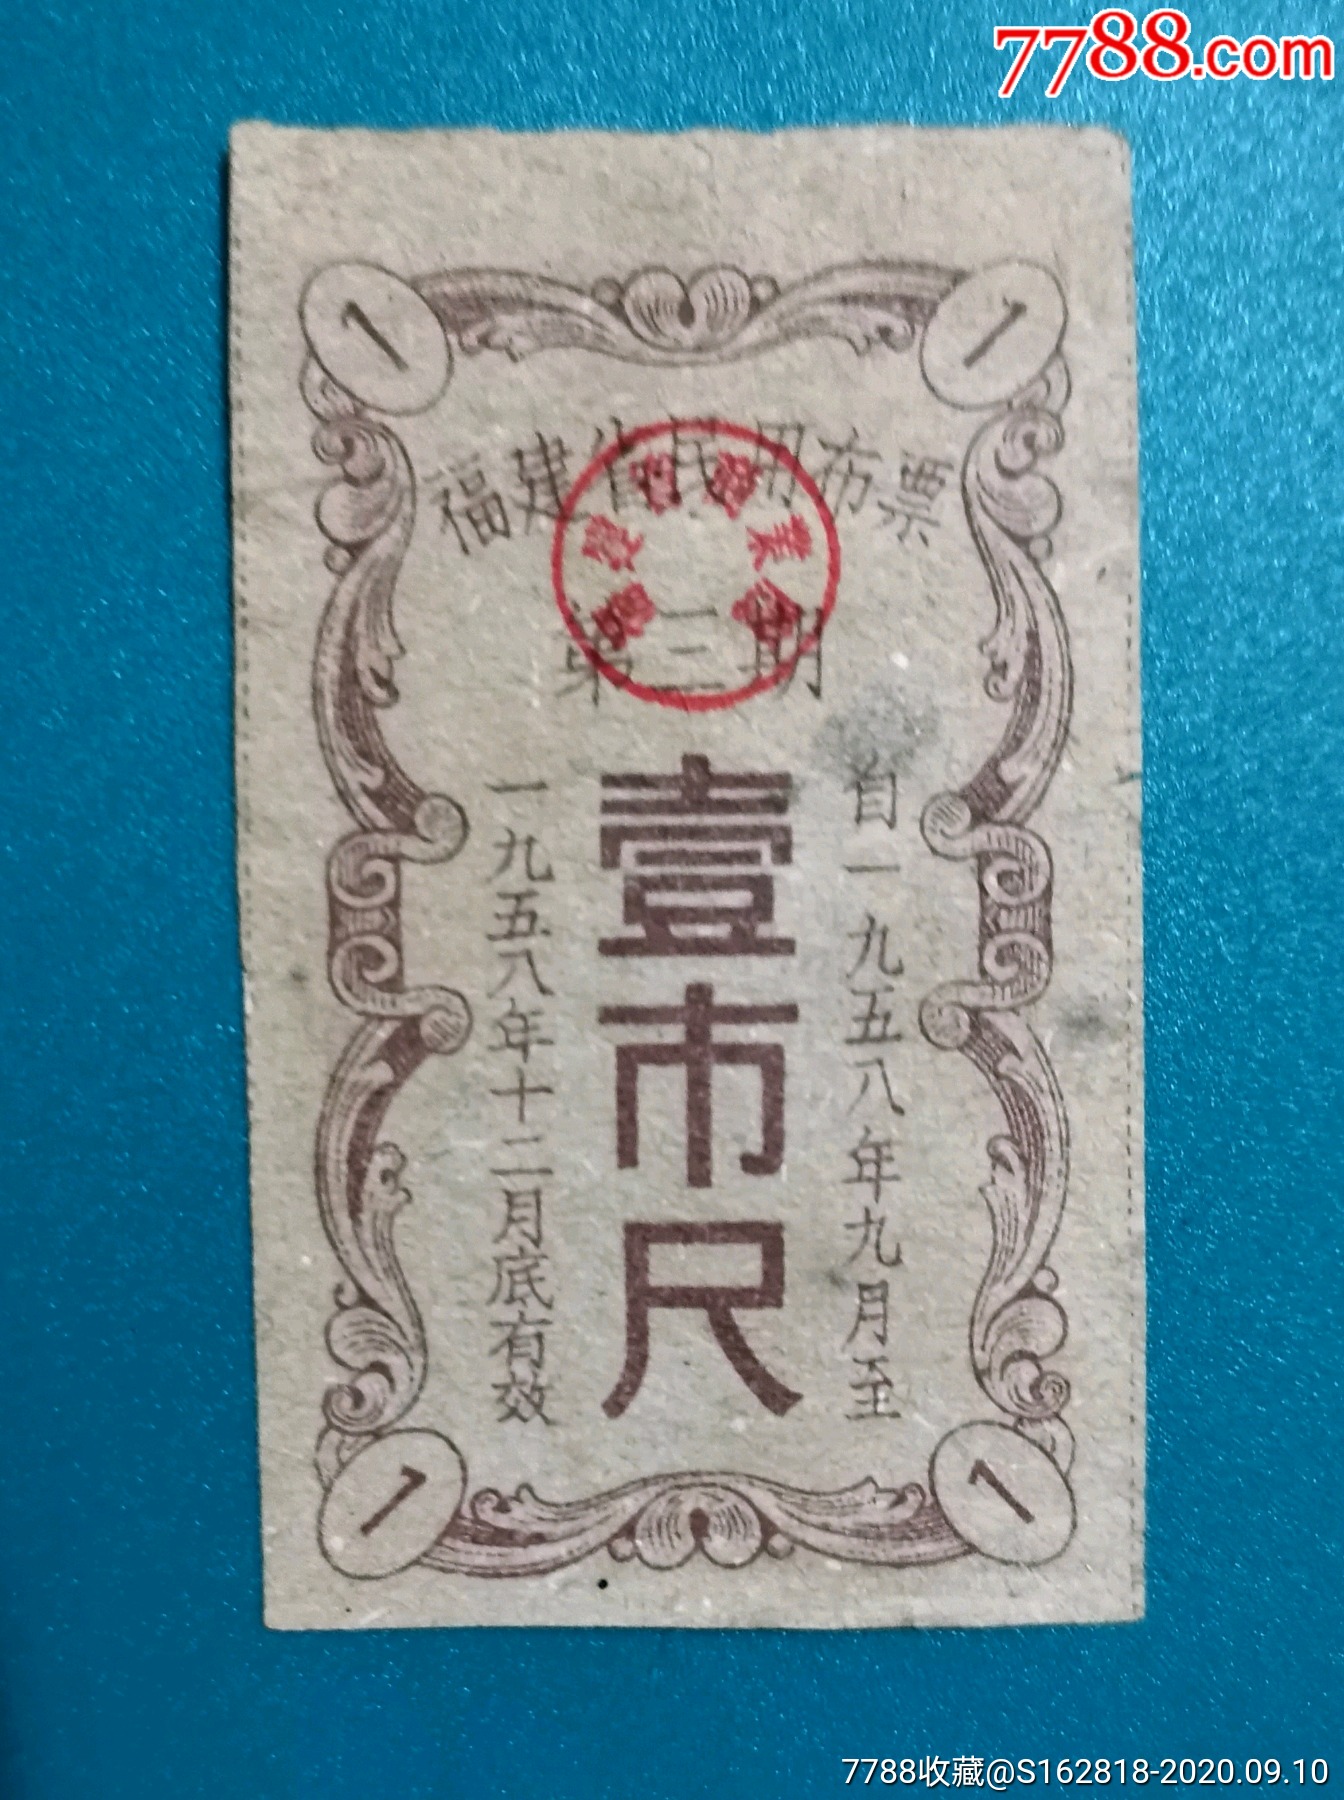 7788.com
1
1
福建省民用布票
第三期
自一九五八年九月至
壹市尺
一九五八年十二月底有效
1
1
7788收藏@S162818-2020.09.10